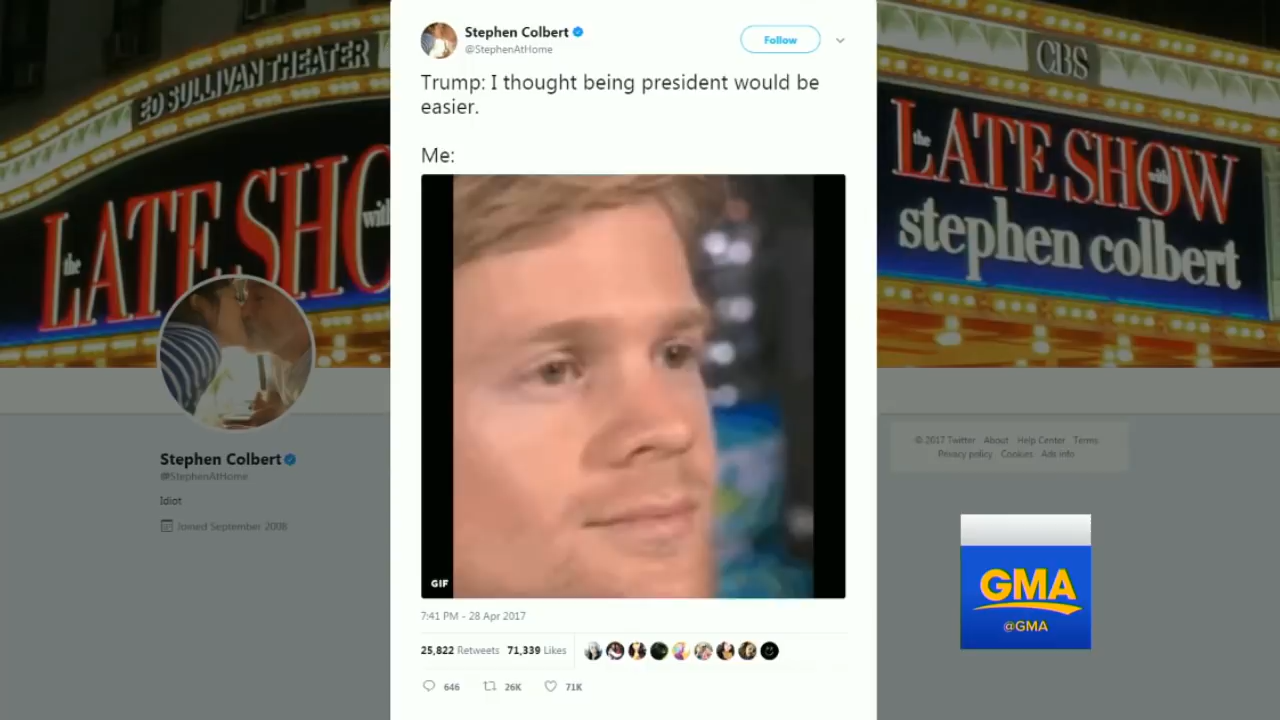 ED SULLIVAN THEATER
the LATE SHO
with
Stephen Colbert
@StephenAtHome
Idiot
Joined September 2008
Stephen Colbert
@StephenAtHome
Follow
Trump: I thought being president would be
easier.
Me:
GIF
7:41 PM - 28 Apr 2017
25,822 Retweets 71,339 Likes
646 26K 71K
CBS
the LATE SHOW
with
stephen colbert
© 2017 Twitter About Help Center Terms
Privacy policy Cookies Ads info
GMA
@GMA